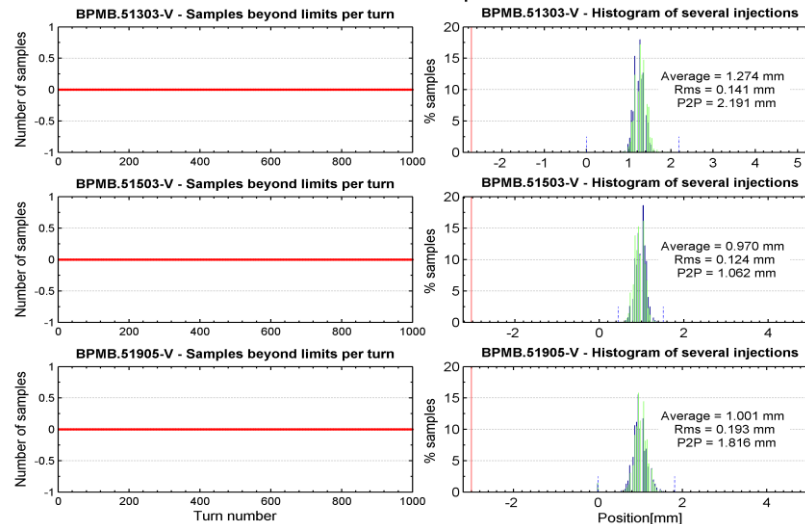 BPMB.51303-V - Samples beyond limits per turn
Number of samples
1
0.5
0
-0.5
-1
0 200 400 600 800 1000
BPMB.51303-V - Histogram of several injections
% samples
20
15
10
5
0
Average = 1.274 mm
Rms = 0.141 mm
P2P = 2.191 mm
-2 -1 0 1 2 3 4 5
BPMB.51503-V - Samples beyond limits per turn
Number of samples
1
0.5
0
-0.5
-1
0 200 400 600 800 1000
BPMB.51503-V - Histogram of several injections
% samples
20
15
10
5
0
Average = 0.970 mm
Rms = 0.124 mm
P2P = 1.062 mm
-2 0 2 4
BPMB.51905-V - Samples beyond limits per turn
Number of samples
1
0.5
0
-0.5
-1
0 200 400 600 800 1000
Turn number
BPMB.51905-V - Histogram of several injections
% samples
20
15
10
5
0
Average = 1.001 mm
Rms = 0.193 mm
P2P = 1.816 mm
-2 0 2 4
Position[mm]